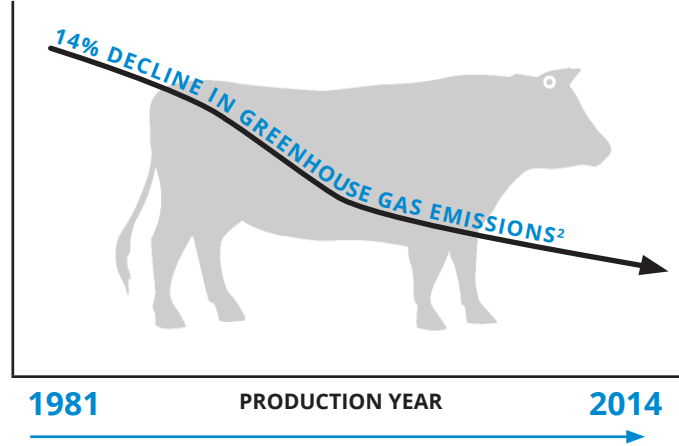 14% DECLINE IN GREENHOUSE GAS EMISSIONS²
1981 PRODUCTION YEAR 2014